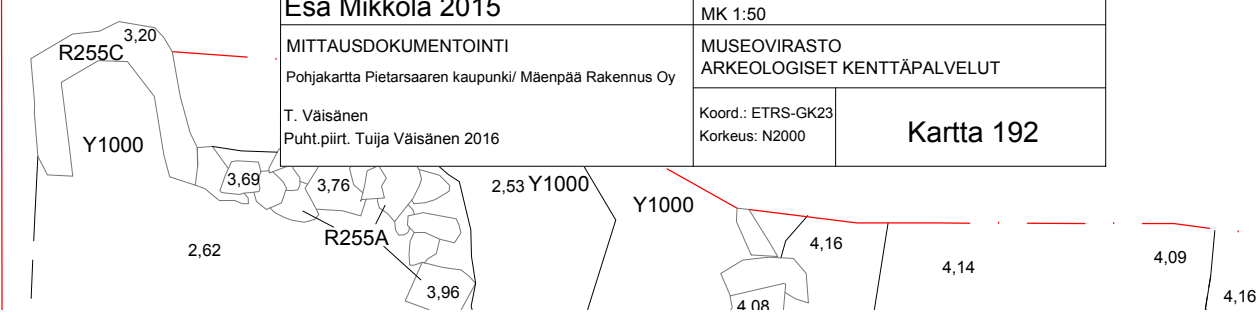 Esa Mikkola 2015
MK 1:50
MITTAUSDOKUMENTOINTI
Pohjakartta Pietarsaaren kaupunki/ Mäenpää Rakennus Oy
T. Väisänen
Puht.piirt. Tuija Väisänen 2016
MUSEOVIRASTO
ARKEOLOGISET KENTTÄPALVELUT
Koord.: ETRS-GK23
Korkeus: N2000
Kartta 192
3,20
R255C
Y1000
3,69
3,76
2,53 Y1000
Y1000
R255A
2,62
4,16
4,14
4,09
3,96
4,08
4,16